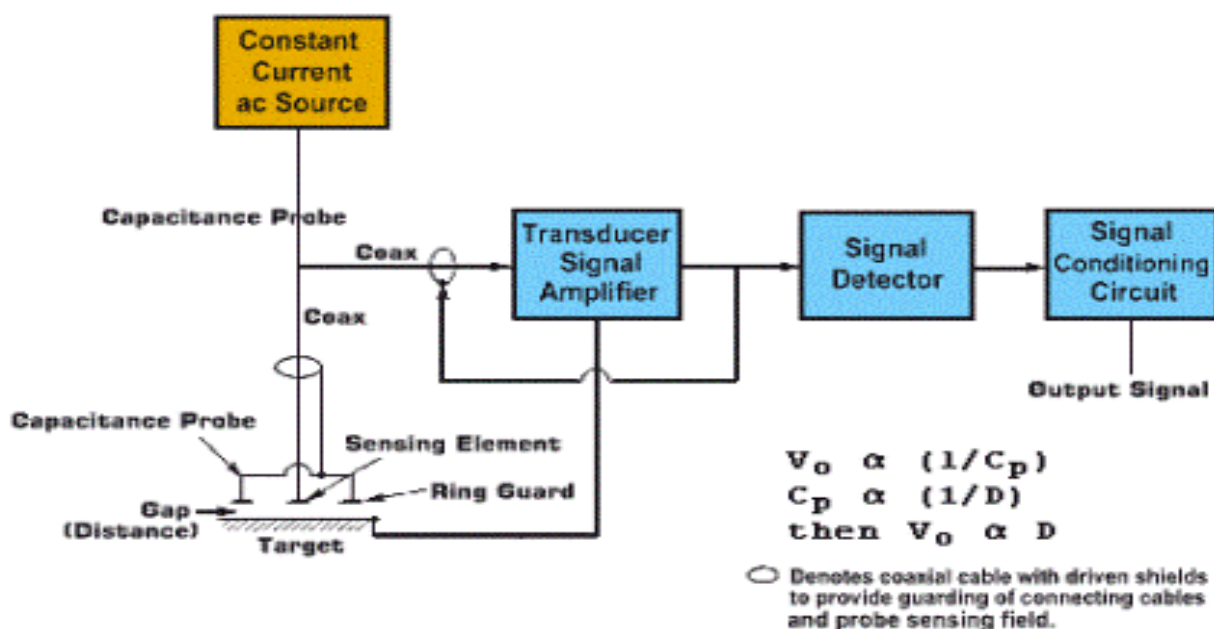 Constant
Current
ac Source
Capacitance Probe
Coax
Transducer
Signal
Amplifier
Signal
Detector
Signal
Conditioning
Circuit
Coax
Output Signal
Capacitance Probe
Sensing Element
Ring Guard
Gap
(Distance)
Target
Vo α (1/Cp)
Cp α (1/D)
then Vo α D
Denotes coaxial cable with driven shields
to provide guarding of connecting cables
and probe sensing field.